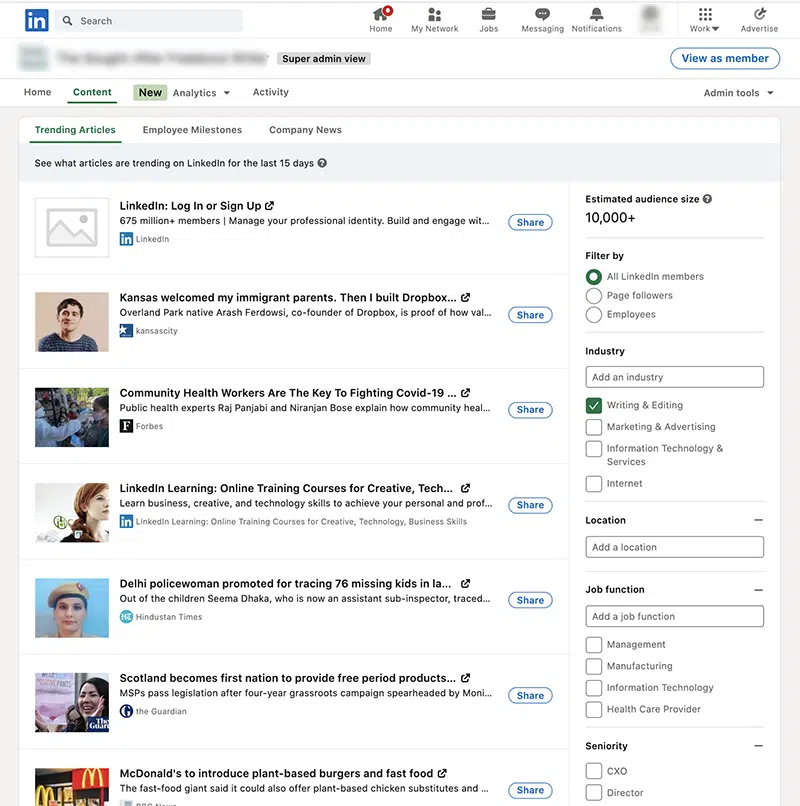 in
Search
Home
My Network
Jobs
Messaging
Notifications
Work
Advertise
Super admin view
View as member
Home
Content
New
Analytics
Activity
Admin tools
Trending Articles
Employee Milestones
Company News
See what articles are trending on LinkedIn for the last 15 days ?
LinkedIn: Log In or Sign Up
675 million+ members | Manage your professional identity. Build and engage wit...
in LinkedIn
Share
Kansas welcomed my immigrant parents. Then I built Dropbox...
Overland Park native Arash Ferdowsi, co-founder of Dropbox, is proof of how val...
kansascity
Share
Community Health Workers Are The Key To Fighting Covid-19 ...
Public health experts Raj Panjabi and Niranjan Bose explain how community heal...
F Forbes
Share
LinkedIn Learning: Online Training Courses for Creative, Tech...
Learn business, creative, and technology skills to achieve your personal and prof...
in LinkedIn Learning: Online Training Courses for Creative, Technology, Business Skills
Share
Delhi policewoman promoted for tracing 76 missing kids in la...
Out of the children Seema Dhaka, who is now an assistant sub-inspector, traced...
HT Hindustan Times
Share
Scotland becomes first nation to provide free period products...
MSPs pass legislation after four-year grassroots campaign spearheaded by Moni...
G the Guardian
Share
McDonald's to introduce plant-based burgers and fast food
The fast-food giant said it could also offer plant-based chicken substitutes and ...
BBC News
Share
Estimated audience size ?
10,000+
Filter by
All LinkedIn members
Page followers
Employees
Industry
Add an industry
Writing & Editing
Marketing & Advertising
Information Technology &
Services
Internet
Location
Add a location
Job function
Add a job function
Management
Manufacturing
Information Technology
Health Care Provider
Seniority
CXO
Director